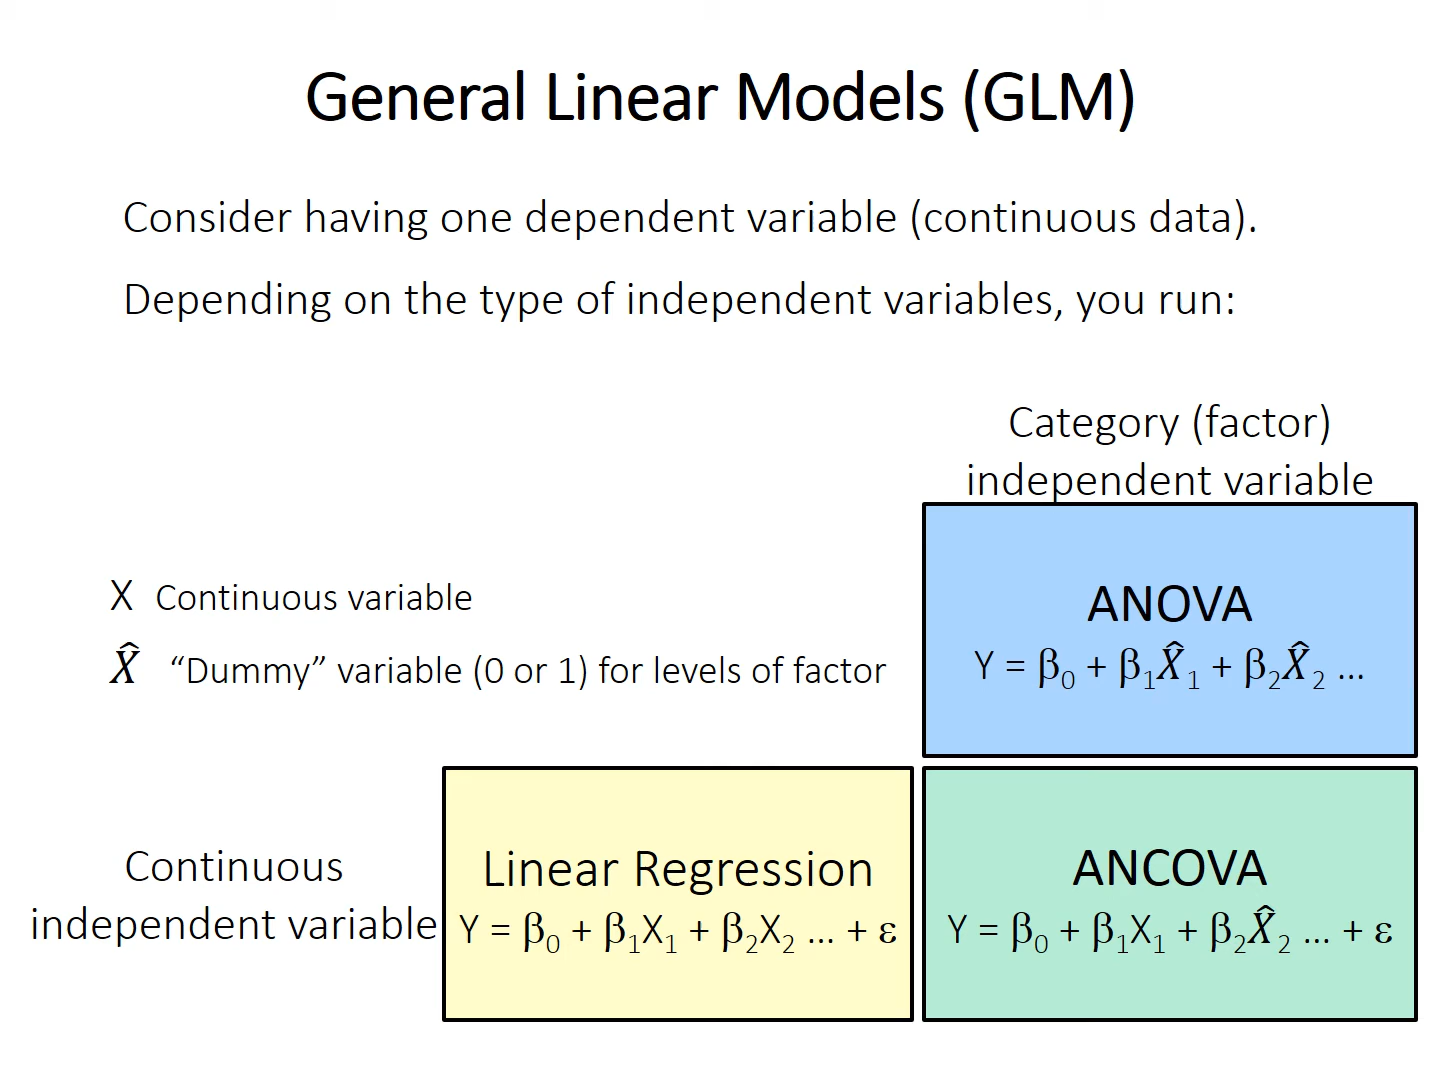 General Linear Models (GLM)
Consider having one dependent variable (continuous data).
Depending on the type of independent variables, you run:
Category (factor)
independent variable
X Continuous variable
X̂ “Dummy” variable (0 or 1) for levels of factor
ANOVA
Y = β₀ + β₁X̂₁ + β₂X̂₂ ...
Continuous
independent variable
Linear Regression
Y = β₀ + β₁X₁ + β₂X₂ ... + ε
ANCOVA
Y = β₀ + β₁X₁ + β₂X̂₂ ... + ε